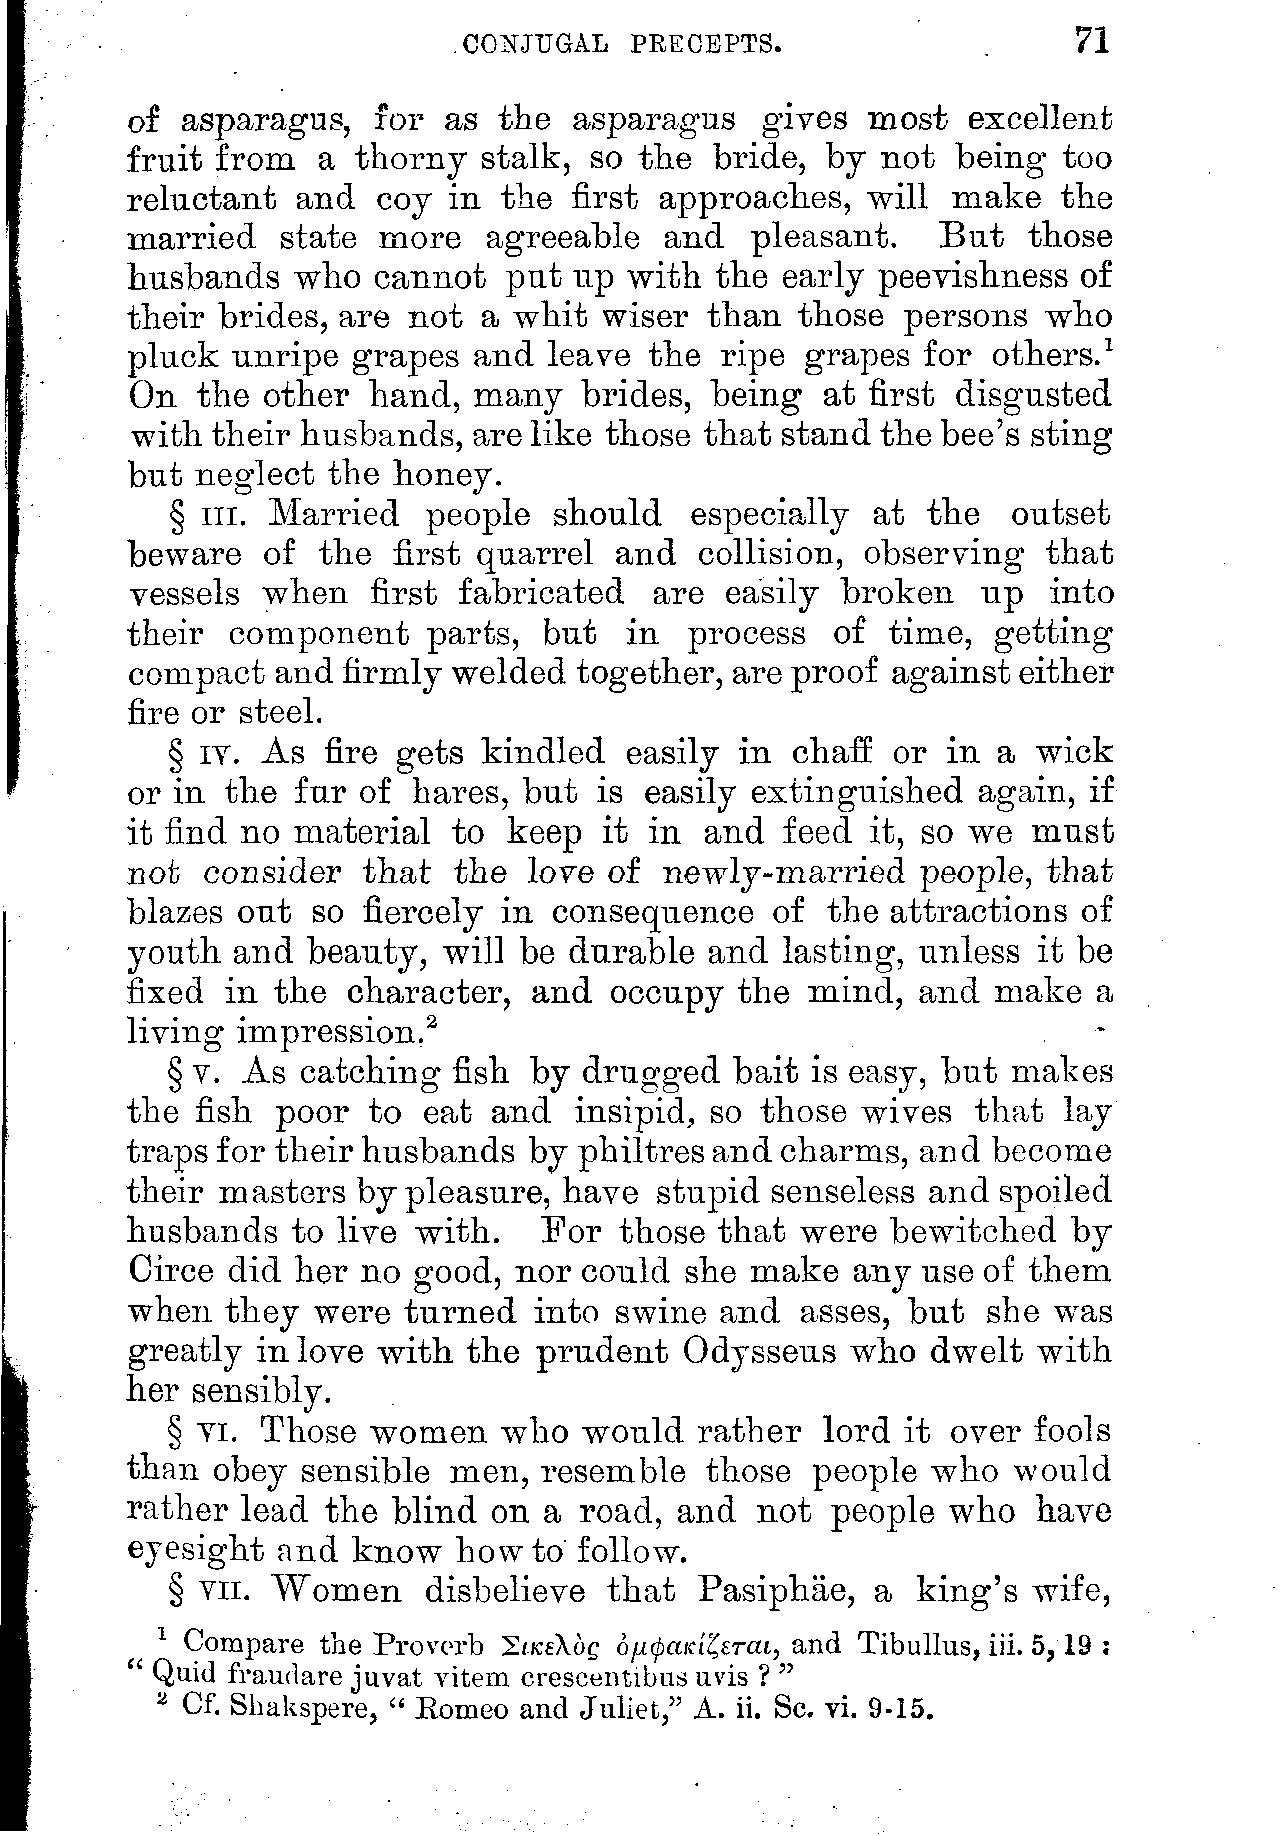 CONJUGAL PRECEPTS. 71
of asparagus, for as the asparagus gives most excellent
fruit from a thorny stalk, so the bride, by not being too
reluctant and coy in the first approaches, will make the
married state more agreeable and pleasant. But those
husbands who cannot put up with the early peevishness of
their brides, are not a whit wiser than those persons who
pluck unripe grapes and leave the ripe grapes for others.¹
On the other hand, many brides, being at first disgusted
with their husbands, are like those that stand the bee's sting
but neglect the honey.
§ III. Married people should especially at the outset
beware of the first quarrel and collision, observing that
vessels when first fabricated are easily broken up into
their component parts, but in process of time, getting
compact and firmly welded together, are proof against either
fire or steel.
§ IV. As fire gets kindled easily in chaff or in a wick
or in the fur of hares, but is easily extinguished again, if
it find no material to keep it in and feed it, so we must
not consider that the love of newly-married people, that
blazes out so fiercely in consequence of the attractions of
youth and beauty, will be durable and lasting, unless it be
fixed in the character, and occupy the mind, and make a
living impression.²
§ V. As catching fish by drugged bait is easy, but makes
the fish poor to eat and insipid, so those wives that lay
traps for their husbands by philtres and charms, and become
their masters by pleasure, have stupid senseless and spoiled
husbands to live with. For those that were bewitched by
Circe did her no good, nor could she make any use of them
when they were turned into swine and asses, but she was
greatly in love with the prudent Odysseus who dwelt with
her sensibly.
§ VI. Those women who would rather lord it over fools
than obey sensible men, resemble those people who would
rather lead the blind on a road, and not people who have
eyesight and know how to follow.
§ VII. Women disbelieve that Pasiphäe, a king's wife,
¹ Compare the Proverb Σικελὸς ὀμφακίζεται, and Tibullus, iii. 5, 19 :
“ Quid fraudare juvat vitem crescentibus uvis ? ”
² Cf. Shakspere, “ Romeo and Juliet,” A. ii. Sc. vi. 9-15.